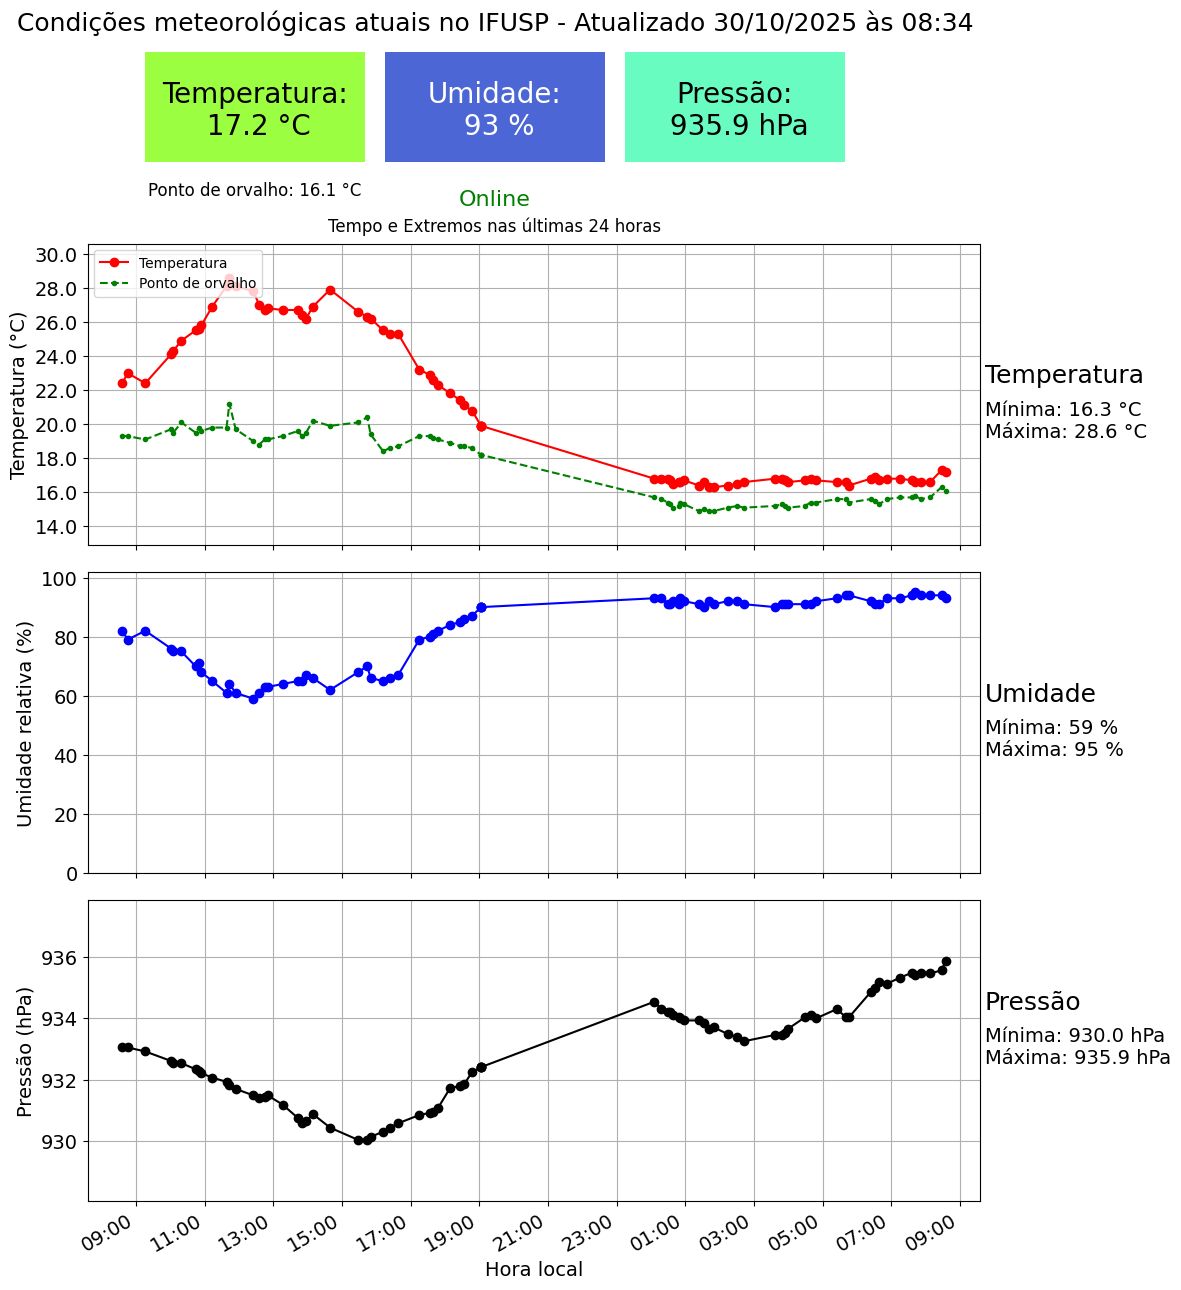 Condições meteorológicas atuais no IFUSP - Atualizado 30/10/2025 às 08:34
Temperatura:
17.2 °C
Umidade:
93 %
Pressão:
935.9 hPa
Ponto de orvalho: 16.1 °C
Online
Tempo e Extremos nas últimas 24 horas
Temperatura
Ponto de orvalho
Temperatura (°C)
30.0
28.0
26.0
24.0
22.0
20.0
18.0
16.0
14.0
Temperatura
Mínima: 16.3 °C
Máxima: 28.6 °C
Umidade relativa (%)
100
80
60
40
20
0
Umidade
Mínima: 59 %
Máxima: 95 %
Pressão (hPa)
936
934
932
930
Pressão
Mínima: 930.0 hPa
Máxima: 935.9 hPa
09:00 11:00 13:00 15:00 17:00 19:00 21:00 23:00 01:00 03:00 05:00 07:00 09:00
Hora local